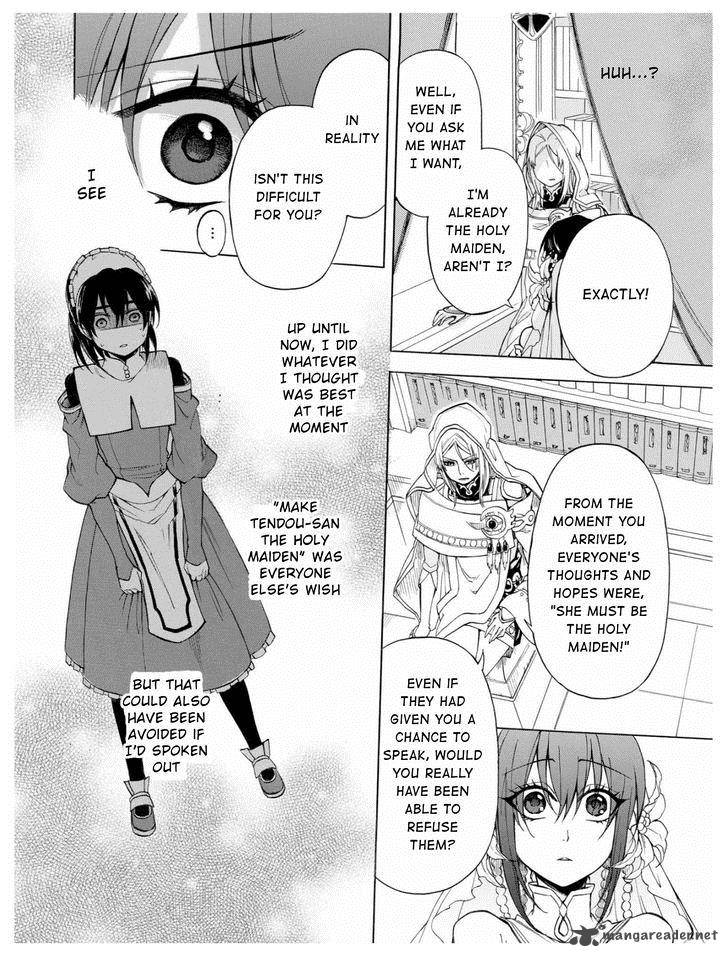 HUH...?
WELL,
EVEN IF
YOU ASK
ME WHAT
I WANT,
I'M
ALREADY
THE HOLY
MAIDEN,
AREN'T I?
EXACTLY!
FROM THE
MOMENT YOU
ARRIVED,
EVERYONE'S
THOUGHTS AND
HOPES WERE,
"SHE MUST BE
THE HOLY
MAIDEN!"
EVEN IF
THEY HAD
GIVEN YOU A
CHANCE TO
SPEAK, WOULD
YOU REALLY
HAVE BEEN
ABLE TO
REFUSE
THEM?
IN
REALITY
ISN'T THIS
DIFFICULT
FOR YOU?
...
I
SEE
UP UNTIL
NOW, I DID
WHATEVER
I THOUGHT
WAS BEST
AT THE
MOMENT
"MAKE
TENDOU-SAN
THE HOLY
MAIDEN" WAS
EVERYONE
ELSE'S WISH
BUT THAT
COULD ALSO
HAVE BEEN
AVOIDED IF
I'D SPOKEN
OUT
mangareader.net